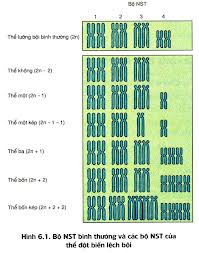 Bộ NST
1 2 3 4
Thể lưỡng bội bình thường (2n)
Thể không (2n - 2)
Thể một (2n - 1)
Thể một kép (2n - 1 - 1)
Thể ba (2n + 1)
Thể bốn (2n + 2)
Thể bốn kép (2n + 2 + 2)
Hình 6.1. Bộ NST bình thường và các bộ NST của
thể đột biến lệch bội